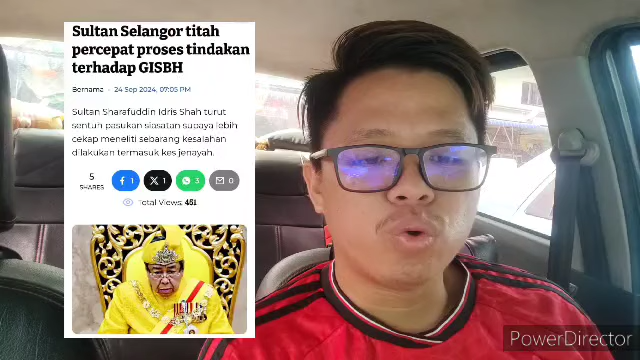 Sultan Selangor titah
percepat proses tindakan
terhadap GISBH
Bernama - 24 Sep 2024, 07:05 PM
Sultan Sharafuddin Idris Shah turut
sentuh pasukan siasatan supaya lebih
cekap meneliti sebarang kesalahan
dilakukan termasuk kes jenayah.
5
SHARES
1
1
3
0
Total Views: 451
PowerDirector